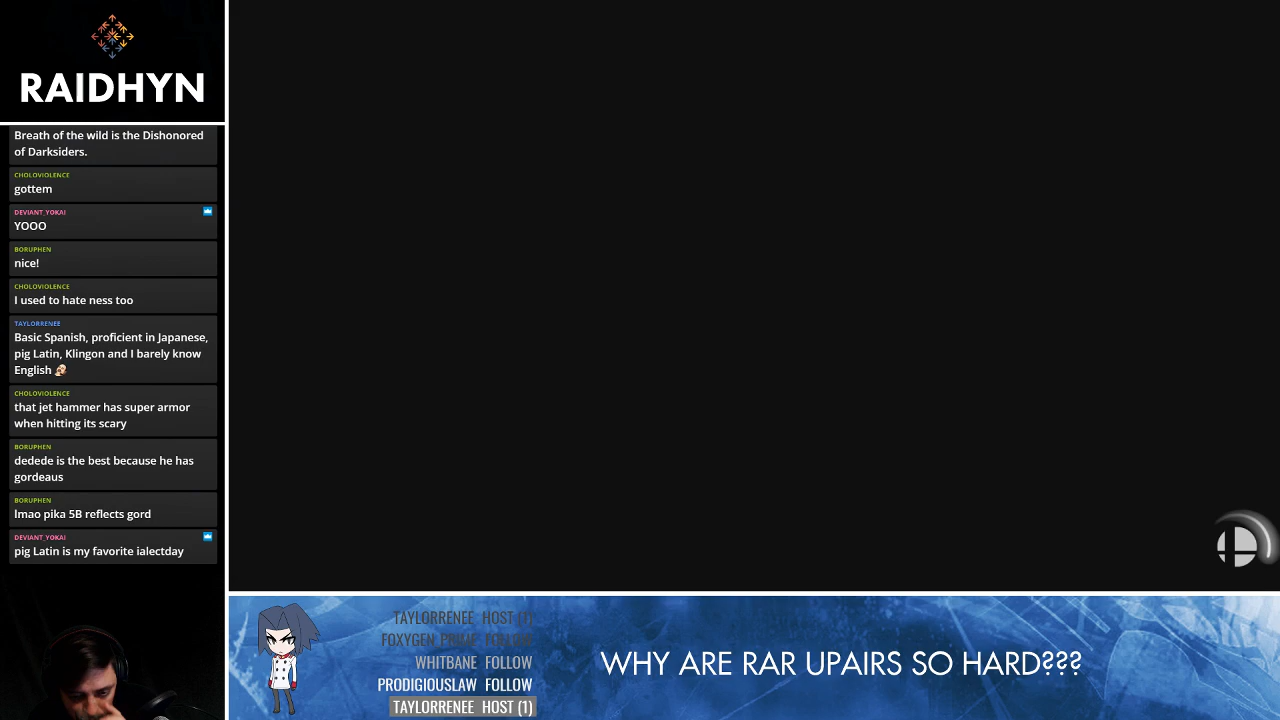 RAIDHYN
Breath of the wild is the Dishonored
of Darksiders.
CHOLOVIOLENCE
gottem
DEVIANT_YOKAI
YOOO
BORUPHEN
nice!
CHOLOVIOLENCE
I used to hate ness too
TAYLORRENEE
Basic Spanish, proficient in Japanese,
pig Latin, Klingon and I barely know
English
CHOLOVIOLENCE
that jet hammer has super armor
when hitting its scary
BORUPHEN
dedede is the best because he has
gordeaus
BORUPHEN
lmao pika 5B reflects gord
DEVIANT_YOKAI
pig Latin is my favorite ialectday
TAYLORRENEE HOST (1)
FOXYGEN_PRIME FOLLOW
WHITBANE FOLLOW
PRODIGIOUSLAW FOLLOW
TAYLORRENEE HOST (1)
WHY ARE RAR UPAIRS SO HARD???